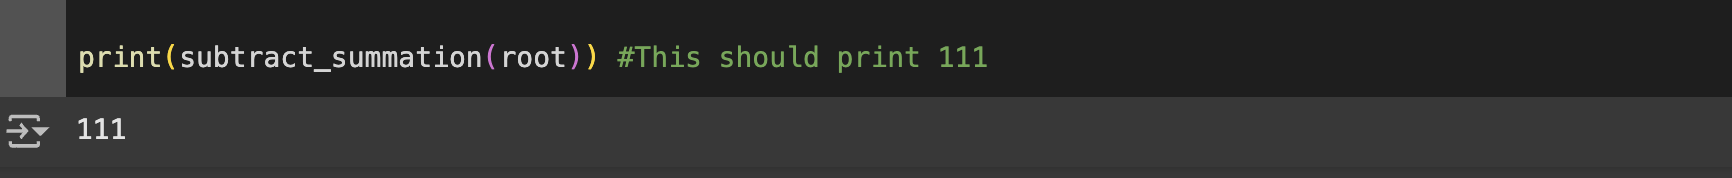 print(subtract_summation(root)) #This should print 111
111